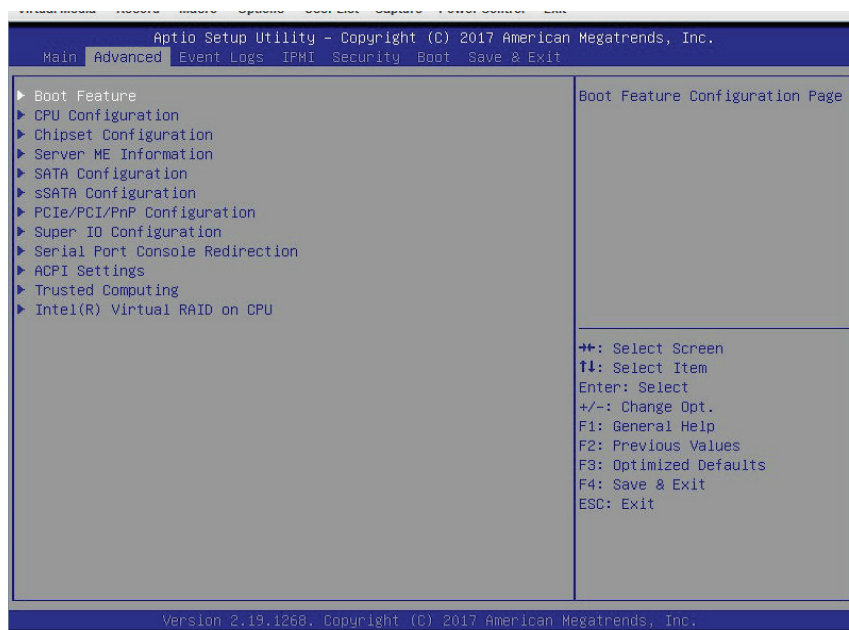 Aptio Setup Utility – Copyright (C) 2017 American Megatrends, Inc.
Main Advanced Event Logs IPMI Security Boot Save & Exit
Boot Feature
CPU Configuration
Chipset Configuration
Server ME Information
SATA Configuration
sSATA Configuration
PCIe/PCI/PnP Configuration
Super IO Configuration
Serial Port Console Redirection
ACPI Settings
Trusted Computing
Intel(R) Virtual RAID on CPU
Boot Feature Configuration Page
→←: Select Screen
↑↓: Select Item
Enter: Select
+/-: Change Opt.
F1: General Help
F2: Previous Values
F3: Optimized Defaults
F4: Save & Exit
ESC: Exit
Version 2.19.1268. Copyright (C) 2017 American Megatrends, Inc.